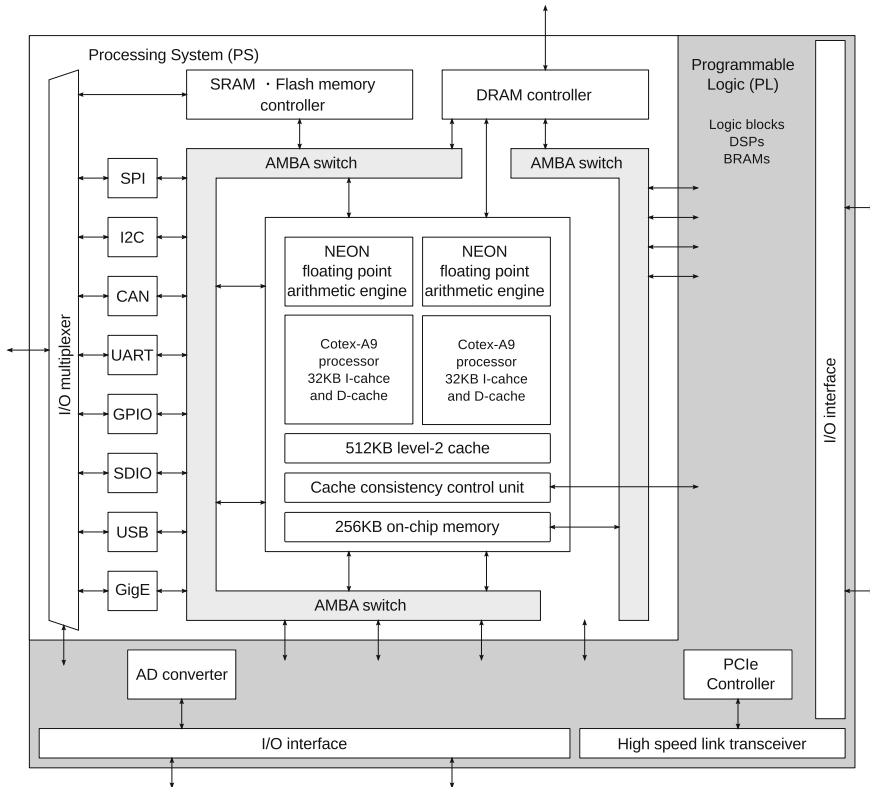 Processing System (PS)
Programmable
Logic (PL)
Logic blocks
DSPs
BRAMs
SRAM ・Flash memory
controller
DRAM controller
AMBA switch
AMBA switch
SPI
I2C
CAN
UART
GPIO
SDIO
USB
GigE
I/O multiplexer
NEON
floating point
arithmetic engine
NEON
floating point
arithmetic engine
Cotex-A9
processor
32KB I-cahce
and D-cache
Cotex-A9
processor
32KB I-cahce
and D-cache
512KB level-2 cache
Cache consistency control unit
256KB on-chip memory
AMBA switch
I/O interface
AD converter
PCIe
Controller
I/O interface
High speed link transceiver